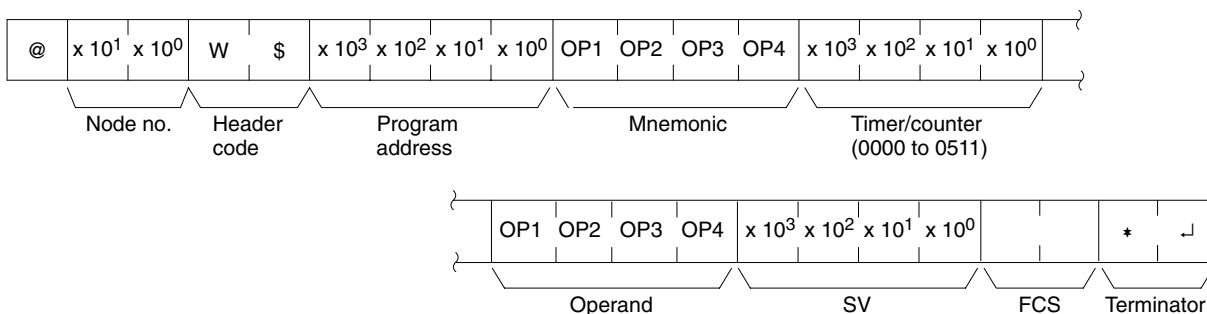 @ x 10¹ x 10⁰ W $ x 10³ x 10² x 10¹ x 10⁰ OP1 OP2 OP3 OP4 x 10³ x 10² x 10¹ x 10⁰
Node no. Header code Program address Mnemonic Timer/counter (0000 to 0511)
OP1 OP2 OP3 OP4 x 10³ x 10² x 10¹ x 10⁰ * ↵
Operand SV FCS Terminator